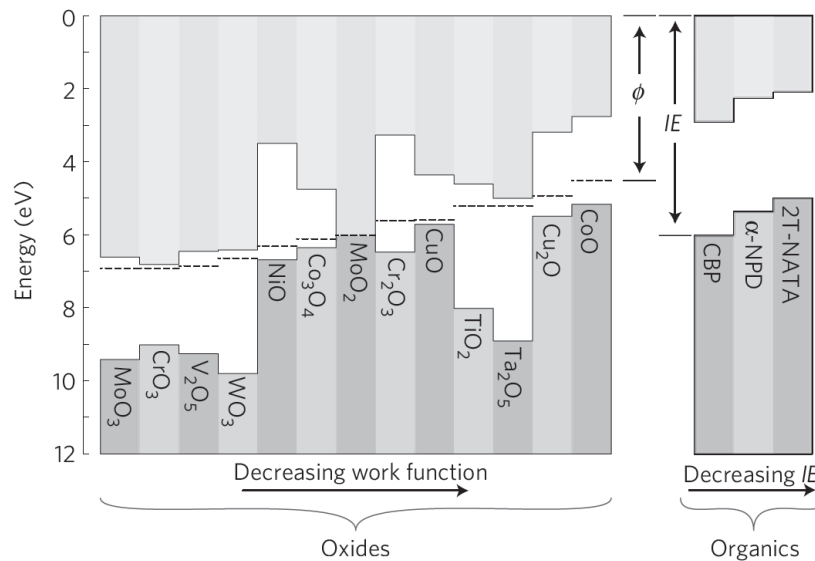 0
2
4
6
8
10
12
Energy (eV)
MoO₃
CrO₃
V₂O₅
WO₃
NiO
Co₃O₄
MoO₂
Cr₂O₃
CuO
TiO₂
Ta₂O₅
Cu₂O
CoO
ϕ
IE
CBP
α-NPD
2T-NATA
Decreasing work function
Decreasing IE
Oxides
Organics